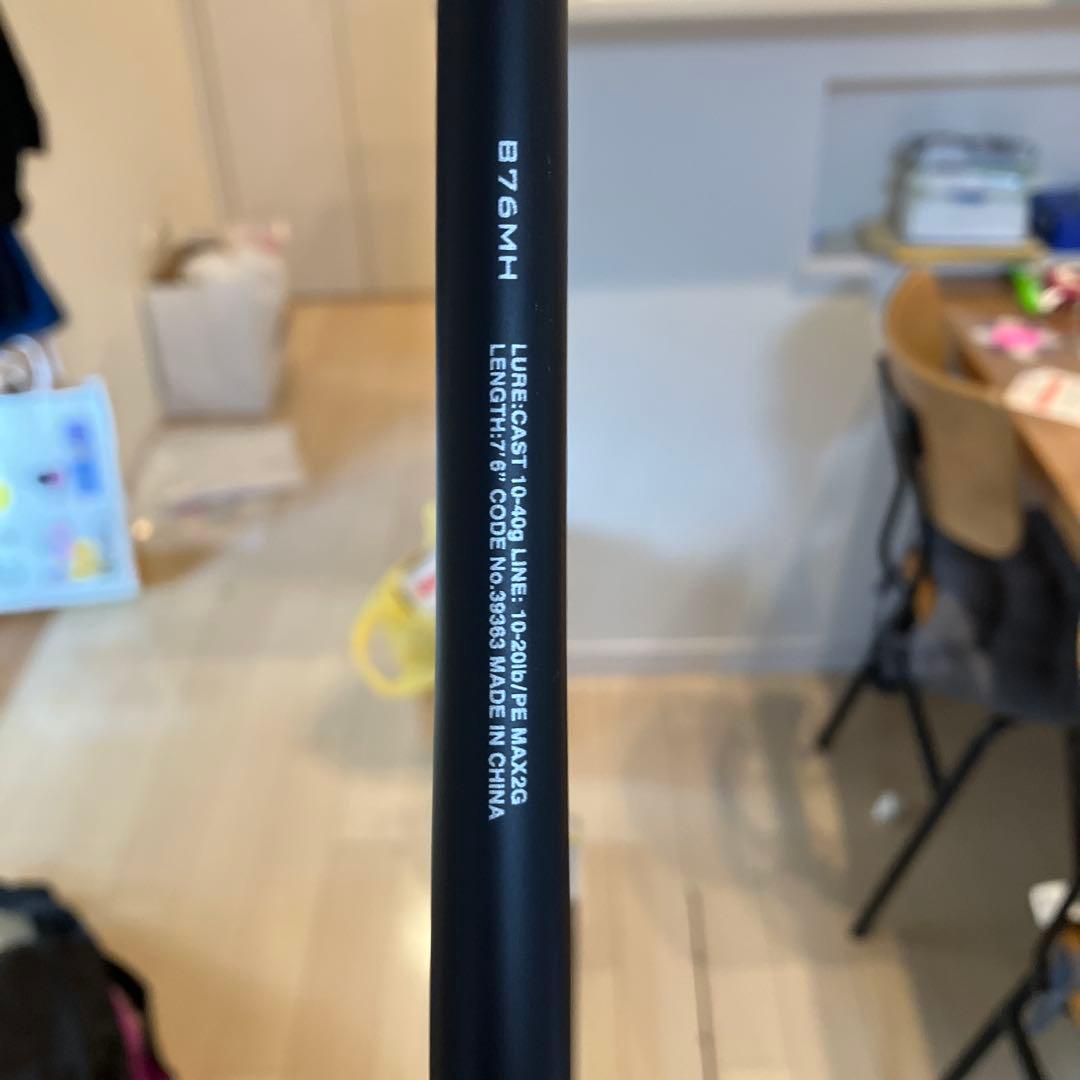 B76MH
LURE:CAST 10-40g LINE: 10-20lb/PE MAX2G
LENGTH:7'6" CODE No.39363 MADE IN CHINA